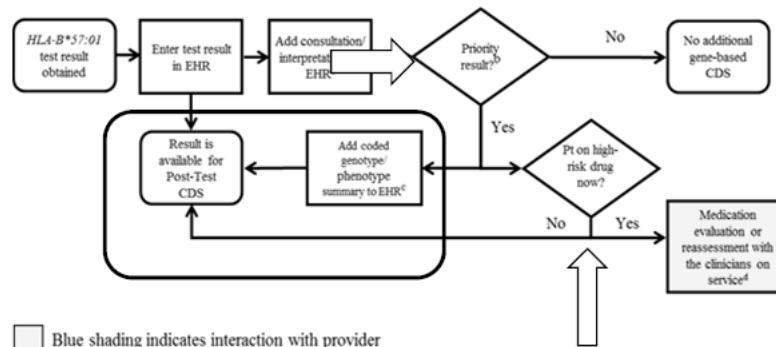 HLA-B*57:01
test result
obtained
Enter test result
in EHR
Add consultation/
EHR
Priority
result?b
No
No additional
gene-based
CDS
Yes
Result is
available for
Post-Test
CDS
Add coded
genotype/
phenotype
summary to EHRc
Pt on high-
risk drug
now?
No
Yes
Medication
evaluation or
reassessment with
the clinicians on
serviced
Blue shading indicates interaction with provider